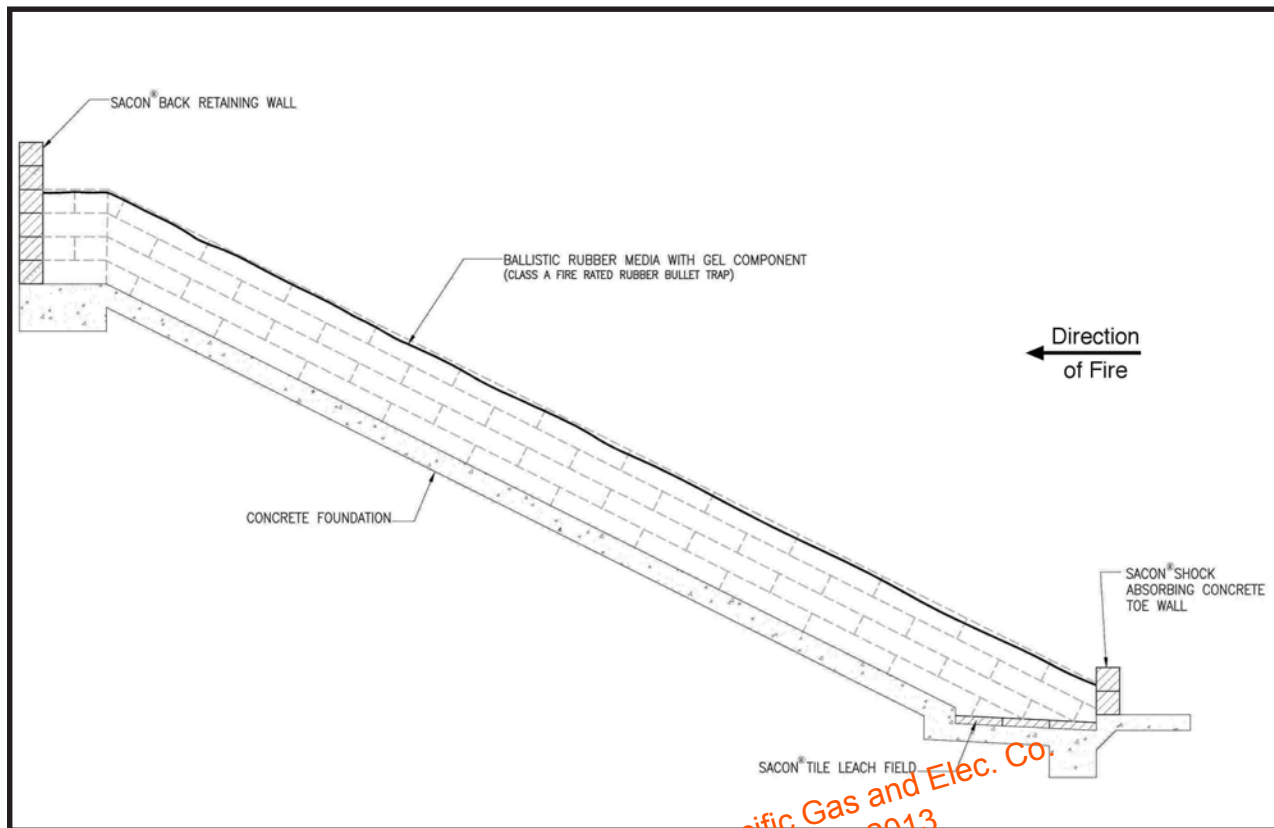 SACON® BACK RETAINING WALL
BALLISTIC RUBBER MEDIA WITH GEL COMPONENT
(CLASS A FIRE RATED RUBBER BULLET TRAP)
Direction
of Fire
CONCRETE FOUNDATION
SACON® SHOCK
ABSORBING CONCRETE
TOE WALL
SACON® TILE LEACH FIELD
Gas and Elec. Co.